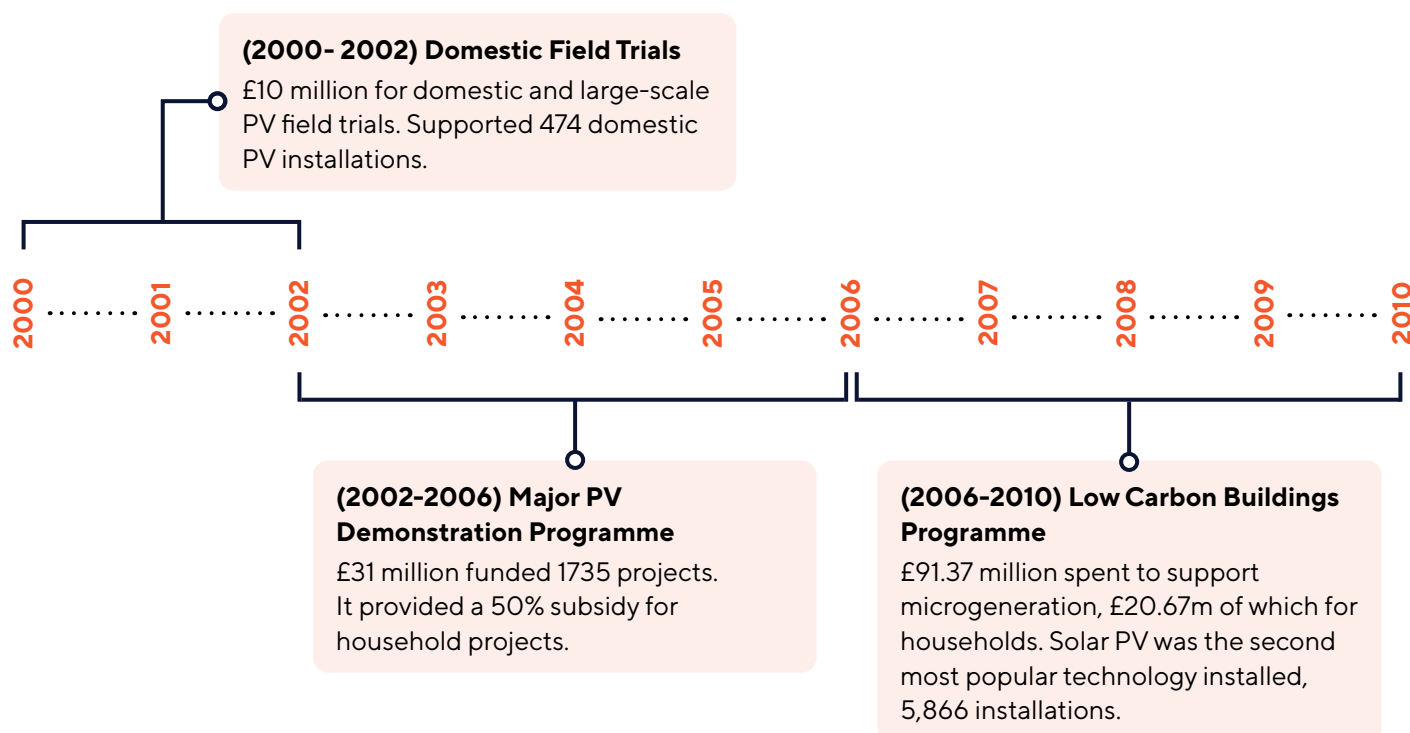 (2000- 2002) Domestic Field Trials
£10 million for domestic and large-scale
PV field trials. Supported 474 domestic
PV installations.
2000
2001
2002
2003
2004
2005
2006
2007
2008
2009
2010
(2002-2006) Major PV
Demonstration Programme
£31 million funded 1735 projects.
It provided a 50% subsidy for
household projects.
(2006-2010) Low Carbon Buildings
Programme
£91.37 million spent to support
microgeneration, £20.67m of which for
households. Solar PV was the second
most popular technology installed,
5,866 installations.